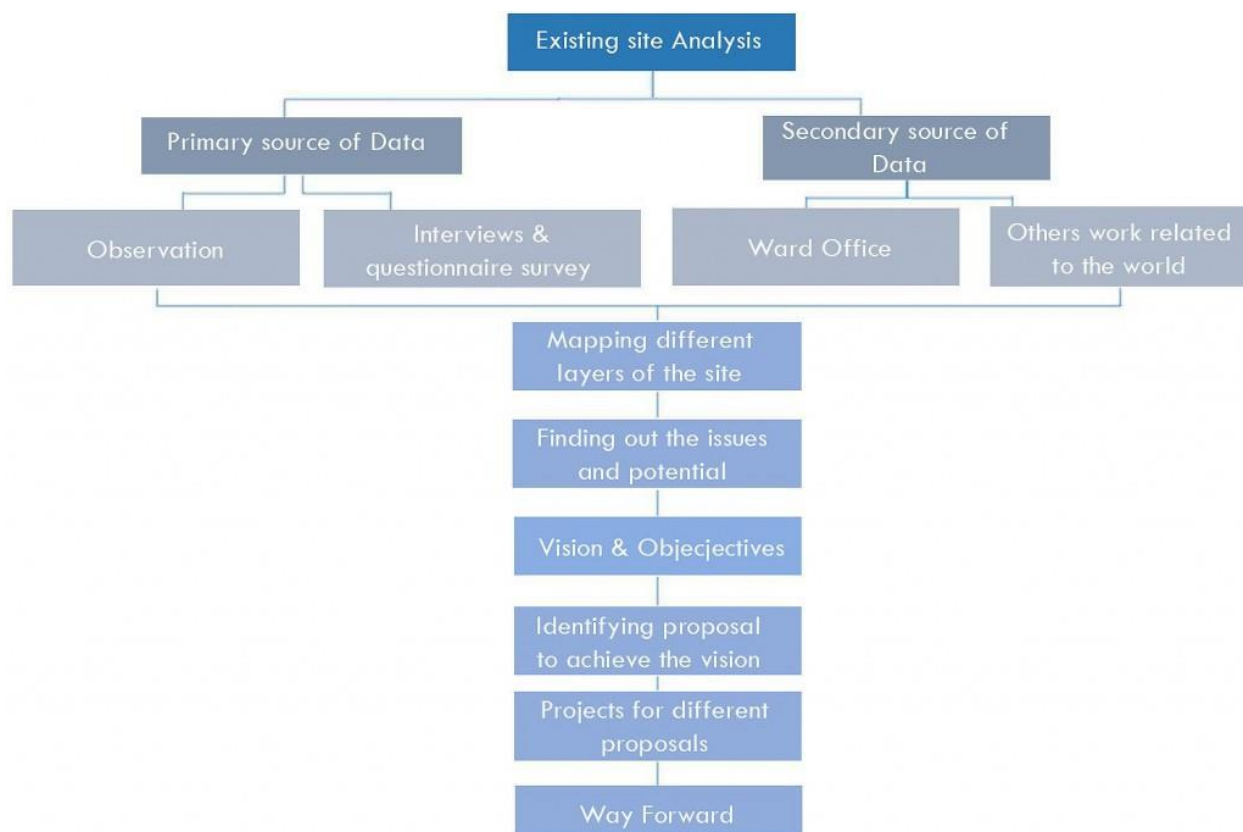 Existing site Analysis
Primary source of Data
Secondary source of
Data
Observation
Interviews &
questionnaire survey
Ward Office
Others work related
to the world
Mapping different
layers of the site
Finding out the issues
and potential
Vision & Objecjectives
Identifying proposal
to achieve the vision
Projects for different
proposals
Way Forward